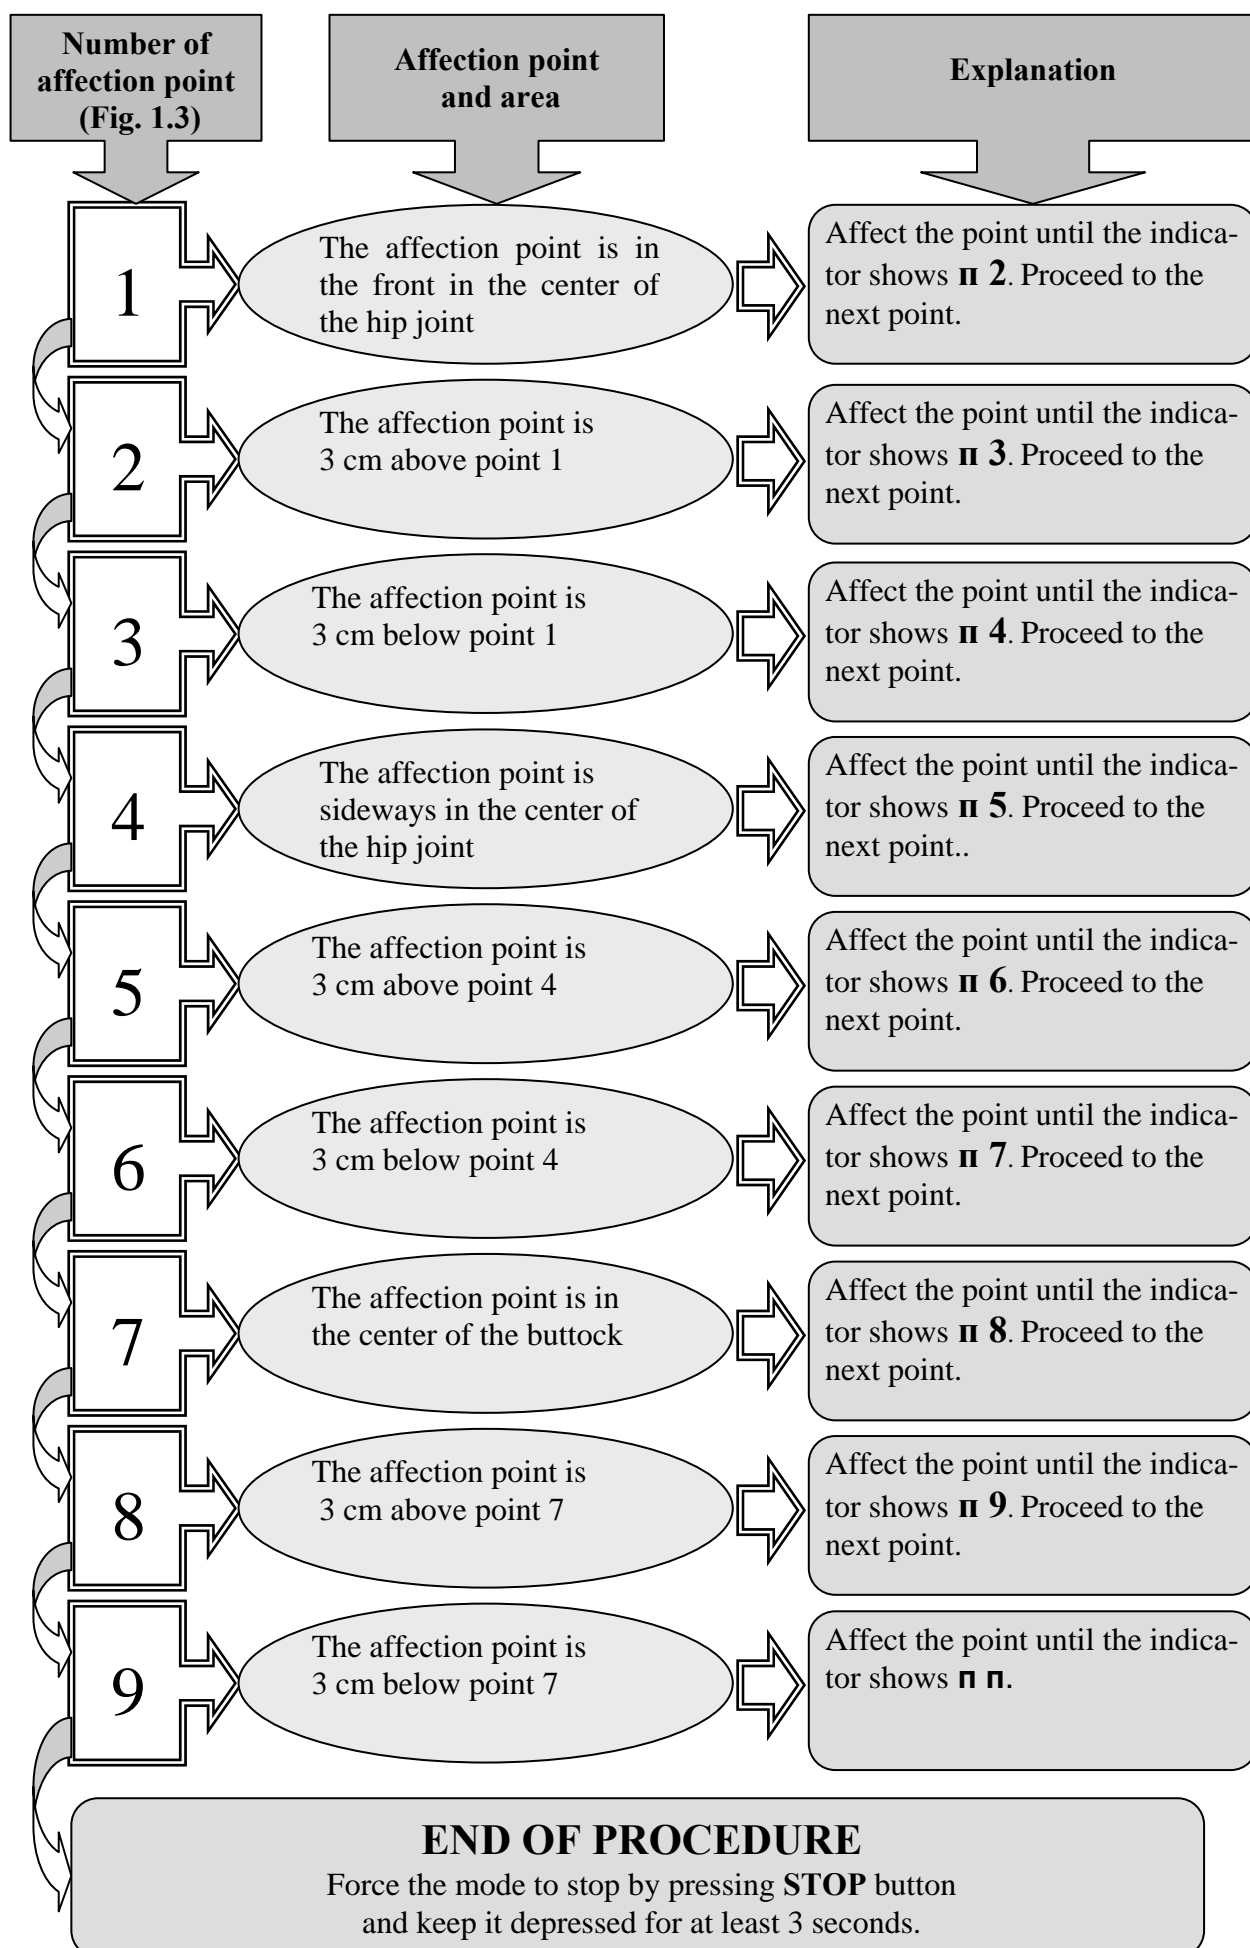 Number of
affection point
(Fig. 1.3)
Affection point
and area
Explanation
1
The affection point is in
the front in the center of
the hip joint
Affect the point until the indica-
tor shows п 2. Proceed to the
next point.
2
The affection point is
3 cm above point 1
Affect the point until the indica-
tor shows п 3. Proceed to the
next point.
3
The affection point is
3 cm below point 1
Affect the point until the indica-
tor shows п 4. Proceed to the
next point.
4
The affection point is
sideways in the center of
the hip joint
Affect the point until the indica-
tor shows п 5. Proceed to the
next point..
5
The affection point is
3 cm above point 4
Affect the point until the indica-
tor shows п 6. Proceed to the
next point.
6
The affection point is
3 cm below point 4
Affect the point until the indica-
tor shows п 7. Proceed to the
next point.
7
The affection point is in
the center of the buttock
Affect the point until the indica-
tor shows п 8. Proceed to the
next point.
8
The affection point is
3 cm above point 7
Affect the point until the indica-
tor shows п 9. Proceed to the
next point.
9
The affection point is
3 cm below point 7
Affect the point until the indica-
tor shows п п.
END OF PROCEDURE
Force the mode to stop by pressing STOP button
and keep it depressed for at least 3 seconds.